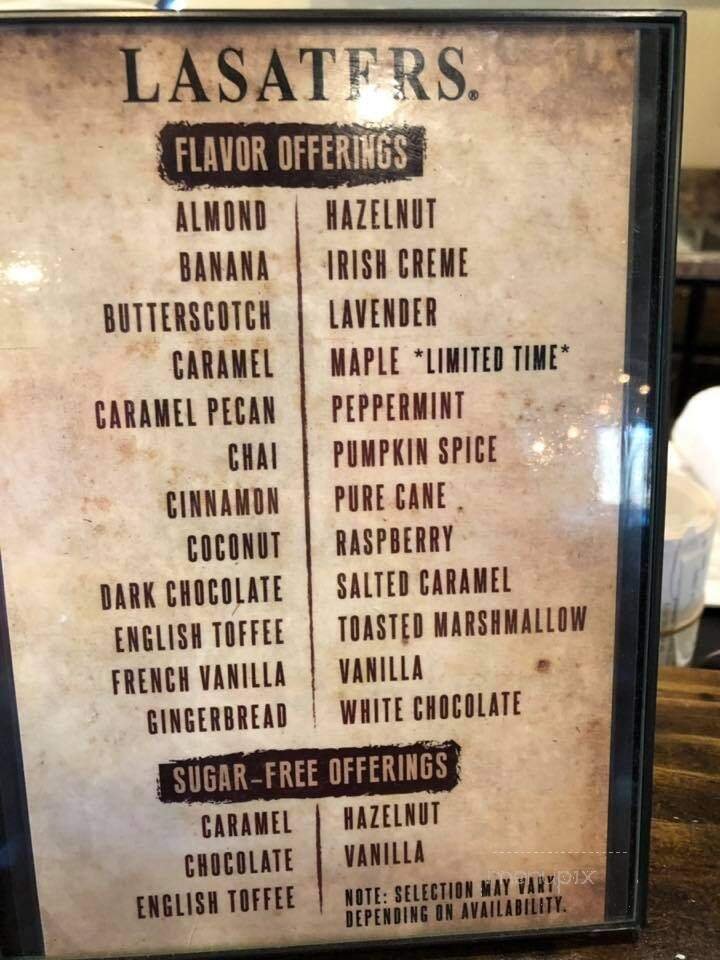 LASATERS®
FLAVOR OFFERINGS
ALMOND
BANANA
BUTTERSCOTCH
CARAMEL
CARAMEL PECAN
CHAI
CINNAMON
COCONUT
DARK CHOCOLATE
ENGLISH TOFFEE
FRENCH VANILLA
GINGERBREAD
HAZELNUT
IRISH CREME
LAVENDER
MAPLE *LIMITED TIME*
PEPPERMINT
PUMPKIN SPICE
PURE CANE
RASPBERRY
SALTED CARAMEL
TOASTED MARSHMALLOW
VANILLA
WHITE CHOCOLATE
SUGAR-FREE OFFERINGS
CARAMEL
CHOCOLATE
ENGLISH TOFFEE
HAZELNUT
VANILLA
NOTE: SELECTION MAY VARY
DEPENDING ON AVAILABILITY.
menupix